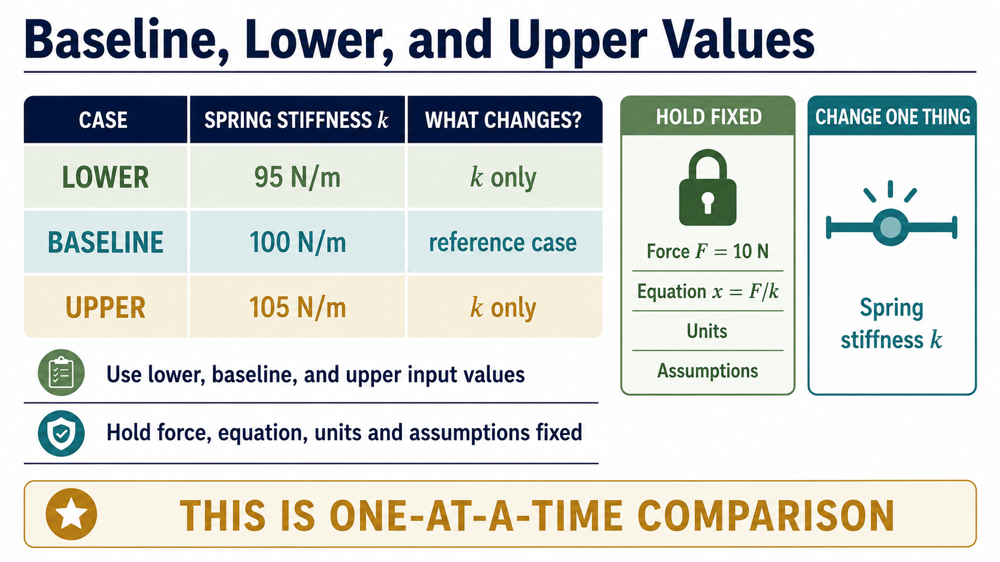 Baseline, Lower, and Upper Values
CASE SPRING STIFFNESS k WHAT CHANGES?
LOWER 95 N/m k only
BASELINE 100 N/m reference case
UPPER 105 N/m k only
Use lower, baseline, and upper input values
Hold force, equation, units and assumptions fixed
HOLD FIXED
Force F = 10 N
Equation x = F/k
Units
Assumptions
CHANGE ONE THING
Spring
stiffness k
THIS IS ONE-AT-A-TIME COMPARISON